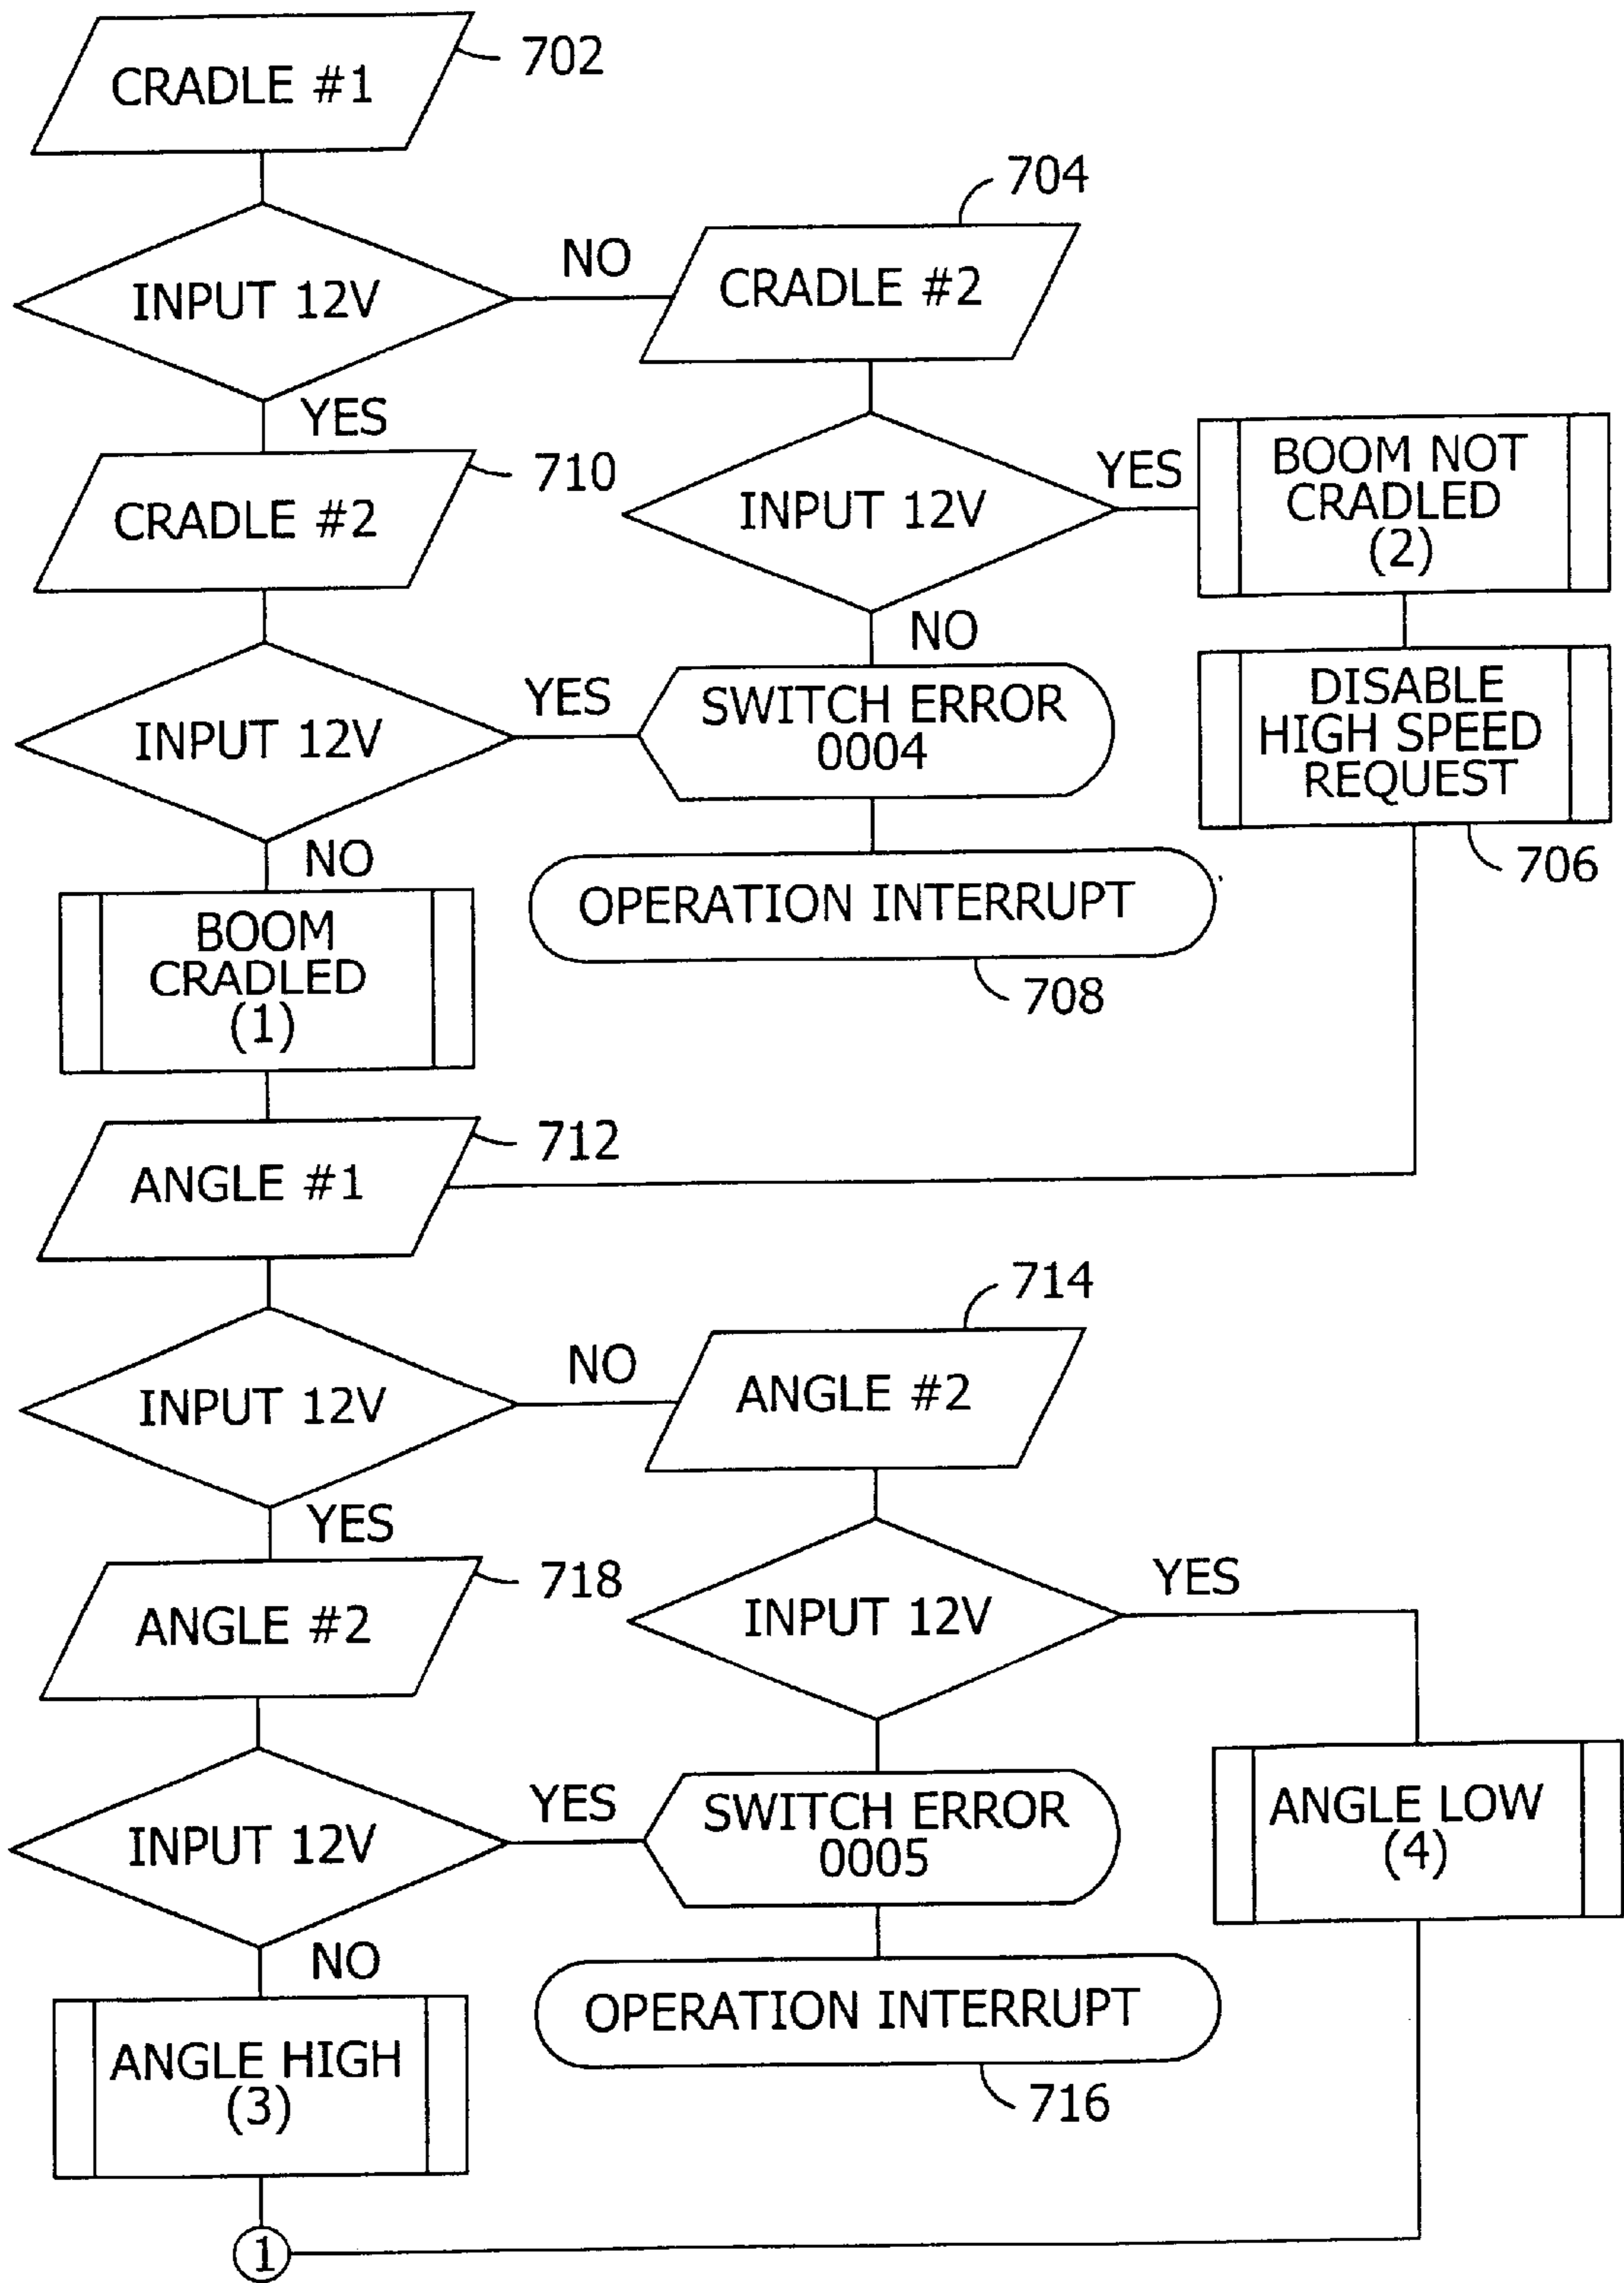 CRADLE #1
702
INPUT 12V
NO
704
CRADLE #2
YES
CRADLE #2
710
INPUT 12V
YES
BOOM NOT
CRADLED
(2)
NO
INPUT 12V
YES
SWITCH ERROR
0004
DISABLE
HIGH SPEED
REQUEST
706
NO
BOOM
CRADLED
(1)
OPERATION INTERRUPT
708
ANGLE #1
712
INPUT 12V
NO
714
ANGLE #2
YES
ANGLE #2
718
INPUT 12V
YES
INPUT 12V
YES
SWITCH ERROR
0005
ANGLE LOW
(4)
NO
ANGLE HIGH
(3)
OPERATION INTERRUPT
716
1